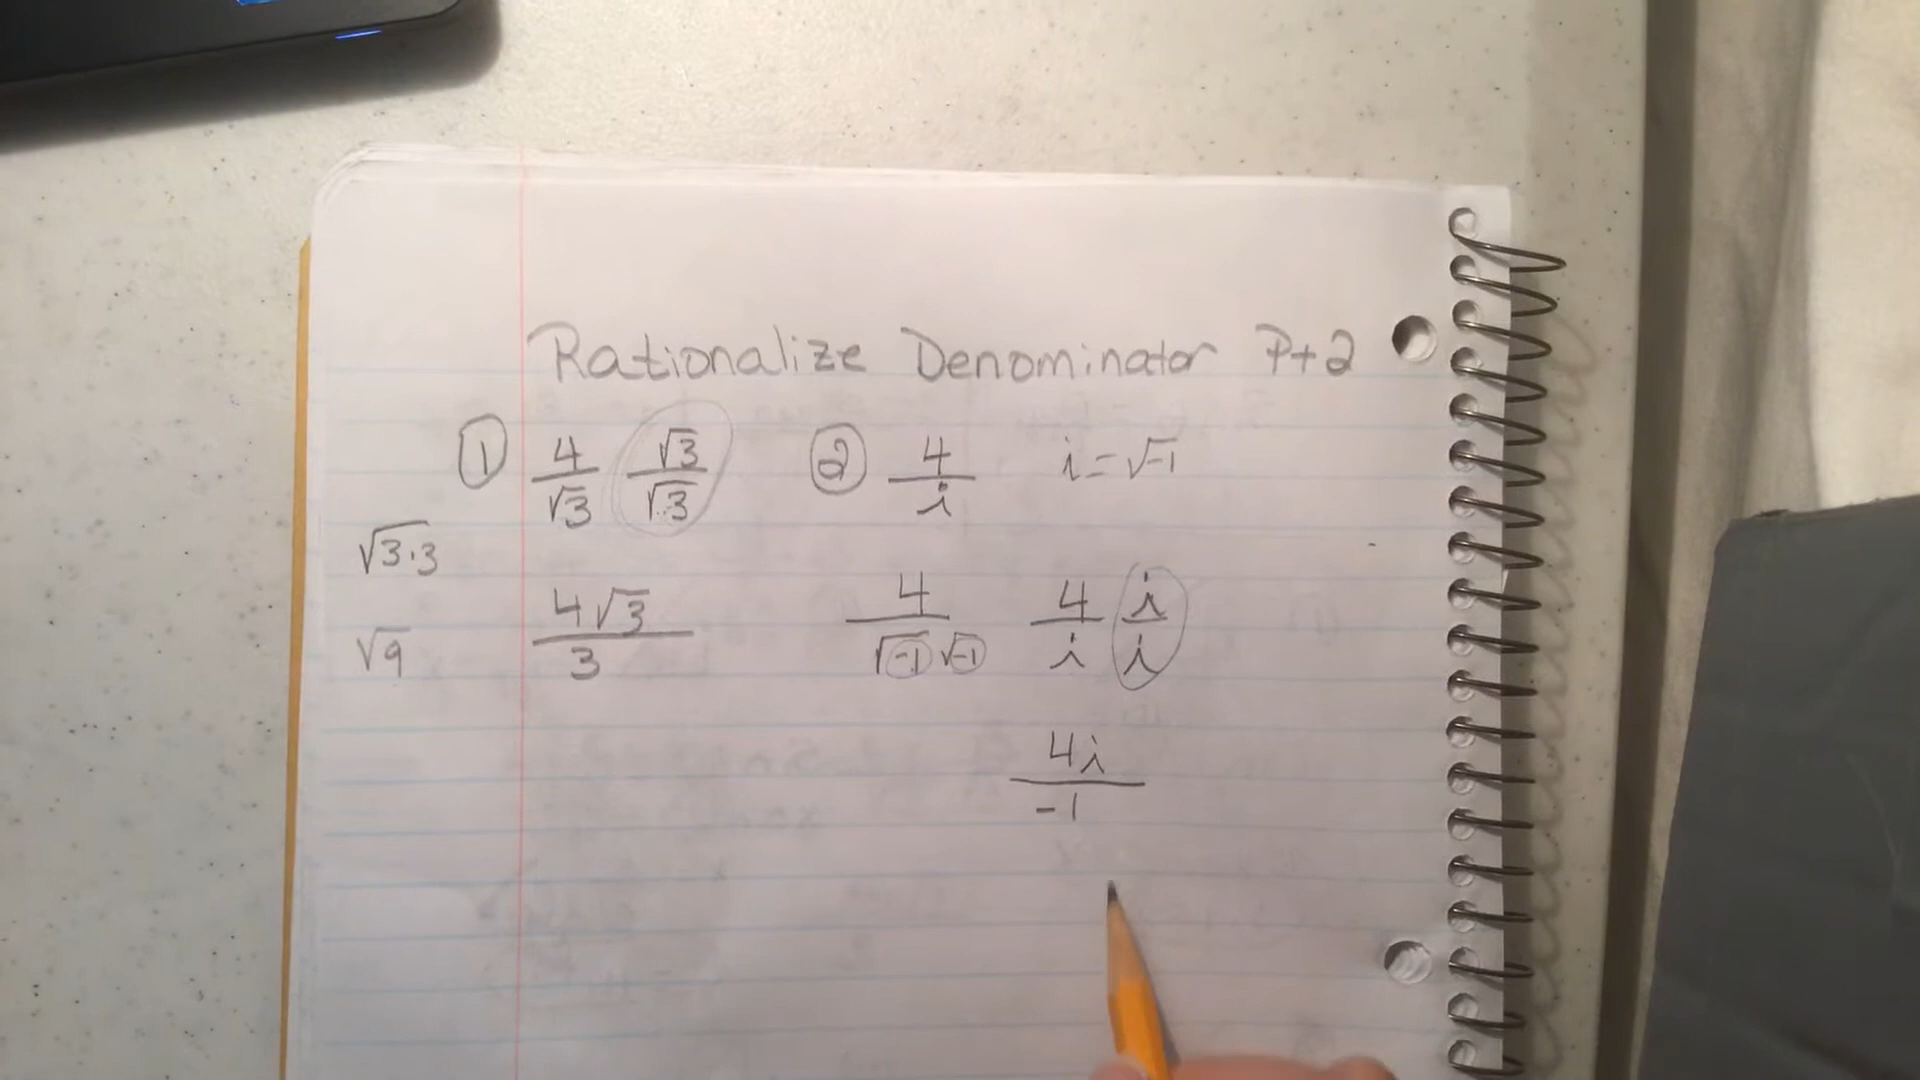 Rationalize Denominator Pt 2
① 4/√3 √3/√3 ② 4/i i=√-1
√3·3
4√3/3 4/√-1√-1 4/i i/i
√9
4i/-1